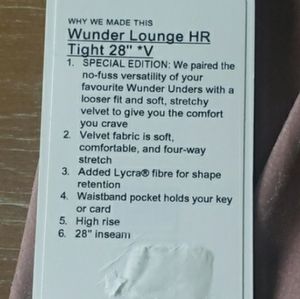 WHY WE MADE THIS
Wunder Lounge HR
Tight 28" *V
1. SPECIAL EDITION: We paired the
no-fuss versatility of your
favourite Wunder Unders with a
looser fit and soft, stretchy
velvet to give you the comfort
you crave
2. Velvet fabric is soft,
comfortable, and four-way
stretch
3. Added Lycra® fibre for shape
retention
4. Waistband pocket holds your key
or card
5. High rise
6. 28" inseam